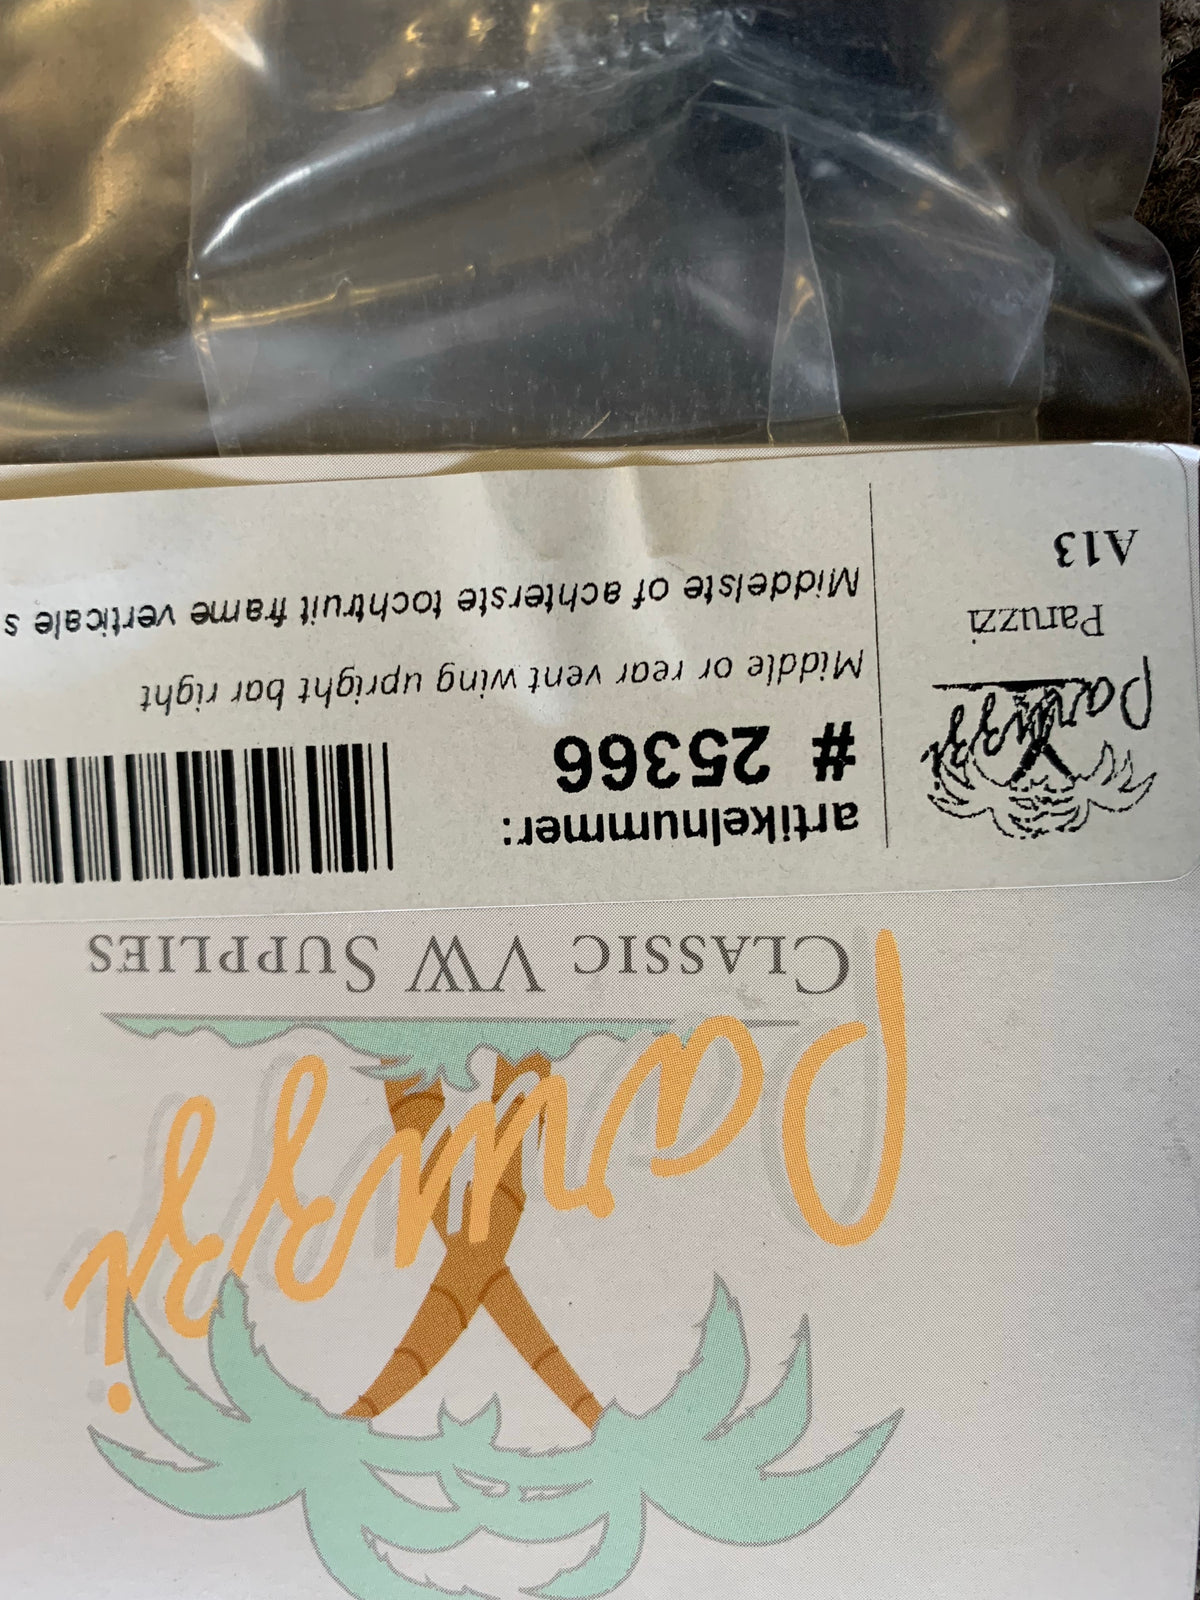 Paruzzi
CLASSIC VW SUPPLIES
artikelnummer:
# 25366
Middle or rear vent wing upright bar right
Middelste of achterste tochtruit frame verticale s
Paruzzi
Paruzzi
A13